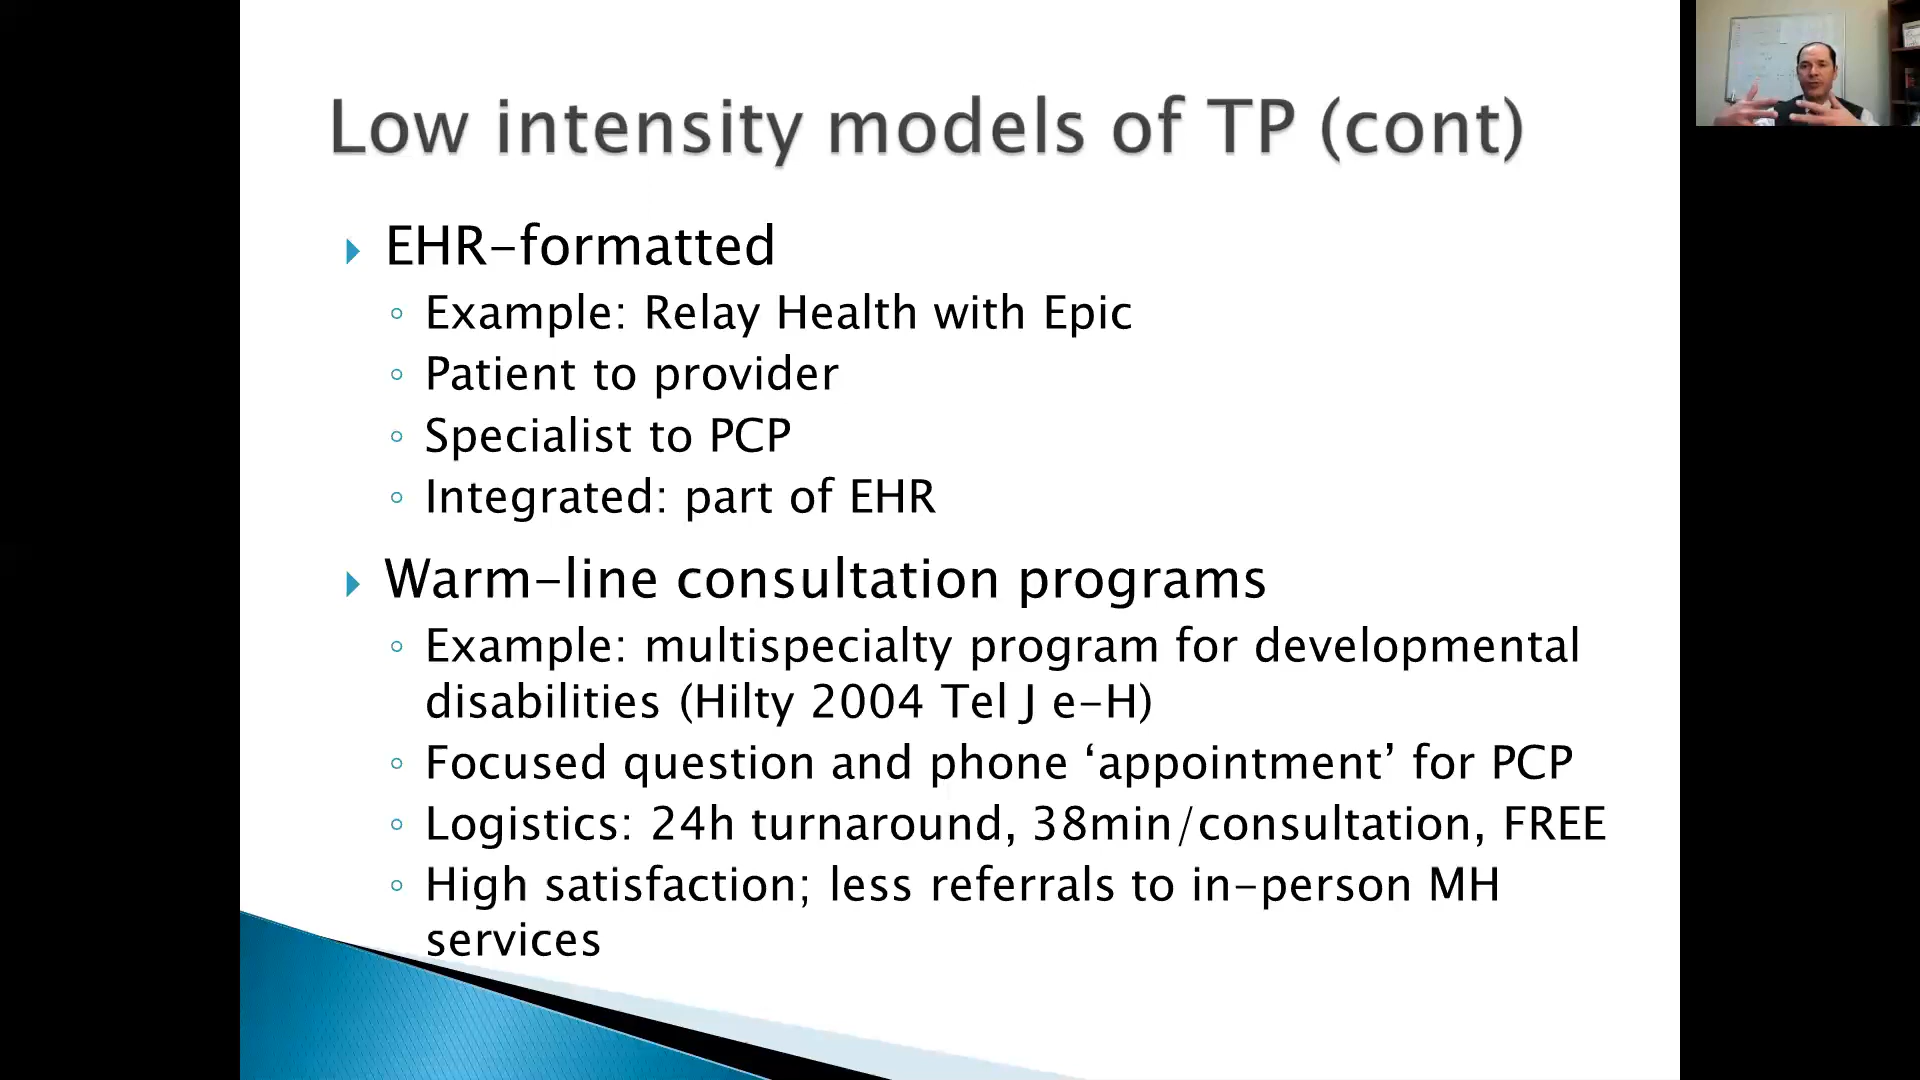 Low intensity models of TP (cont)
EHR-formatted
Example: Relay Health with Epic
Patient to provider
Specialist to PCP
Integrated: part of EHR
Warm-line consultation programs
Example: multispecialty program for developmental
disabilities (Hilty 2004 Tel J e-H)
Focused question and phone ‘appointment’ for PCP
Logistics: 24h turnaround, 38min/consultation, FREE
High satisfaction; less referrals to in-person MH
services